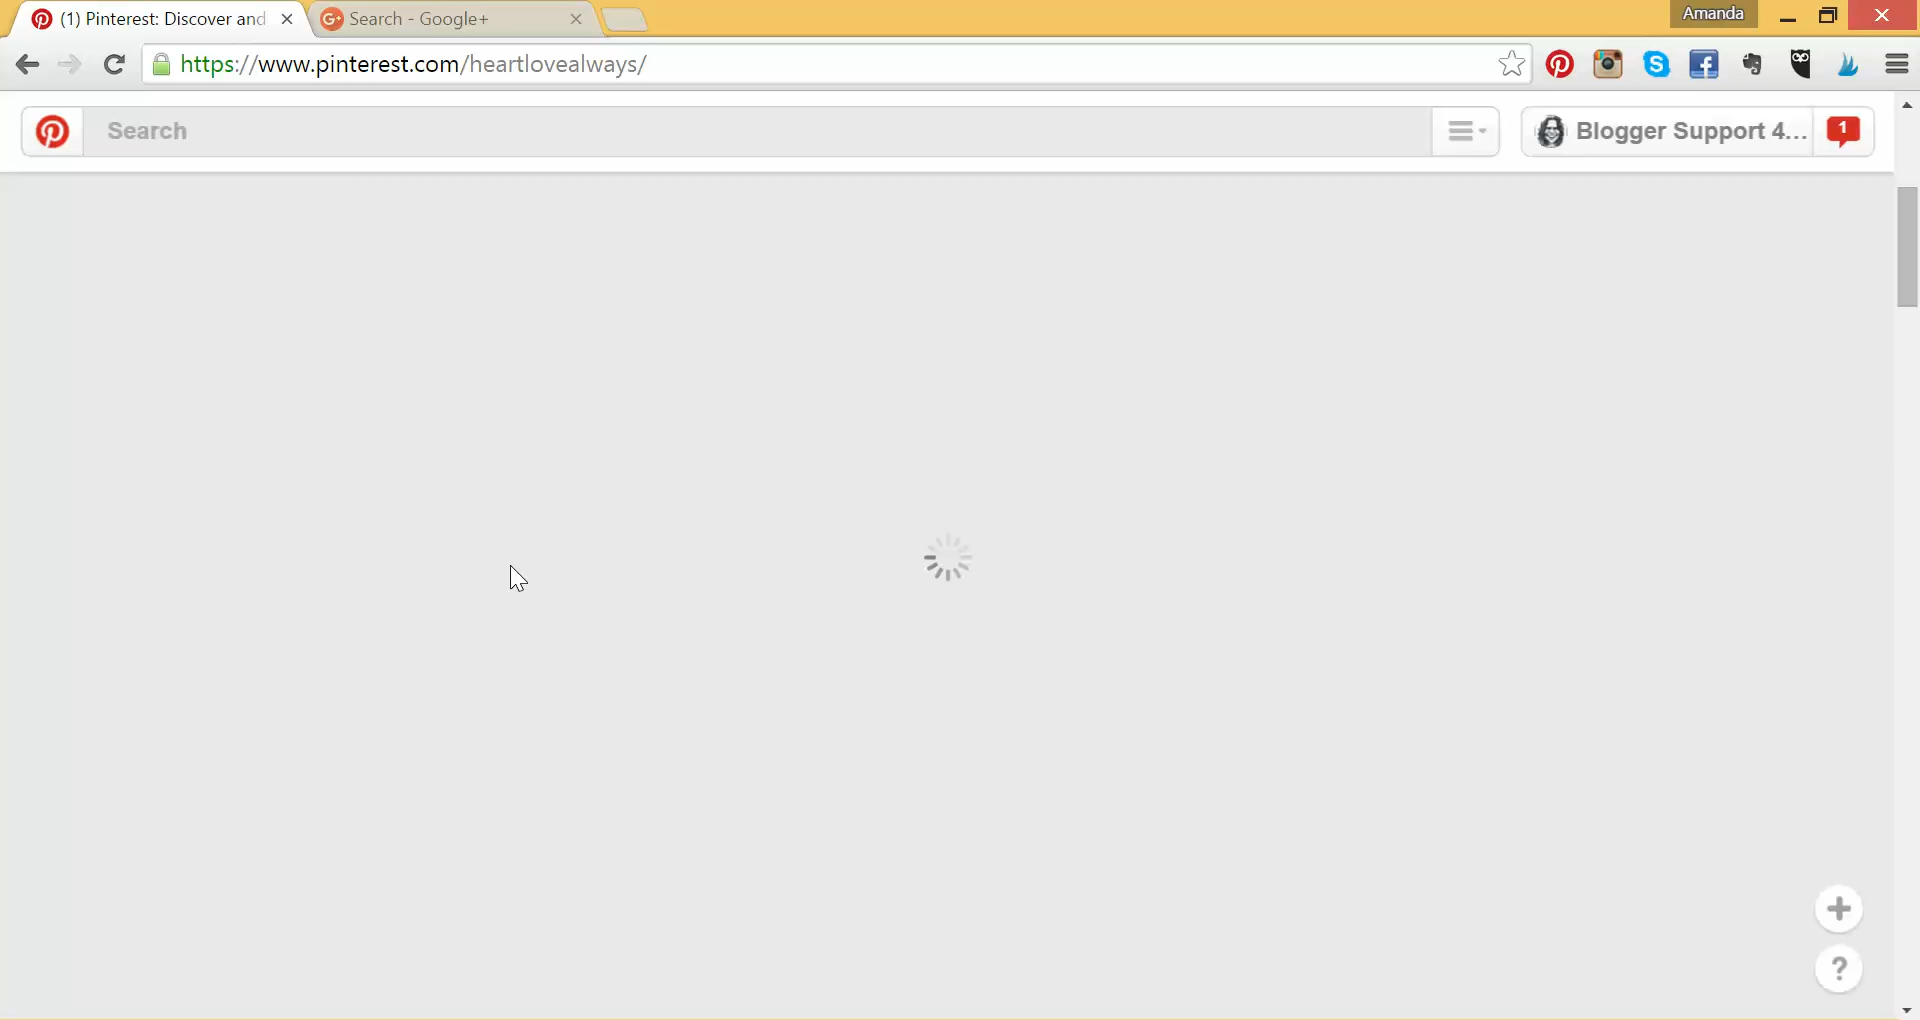 (1) Pinterest: Discover and
Search - Google+
Amanda
https://www.pinterest.com/heartlovealways/
Search
Blogger Support 4...
1
?